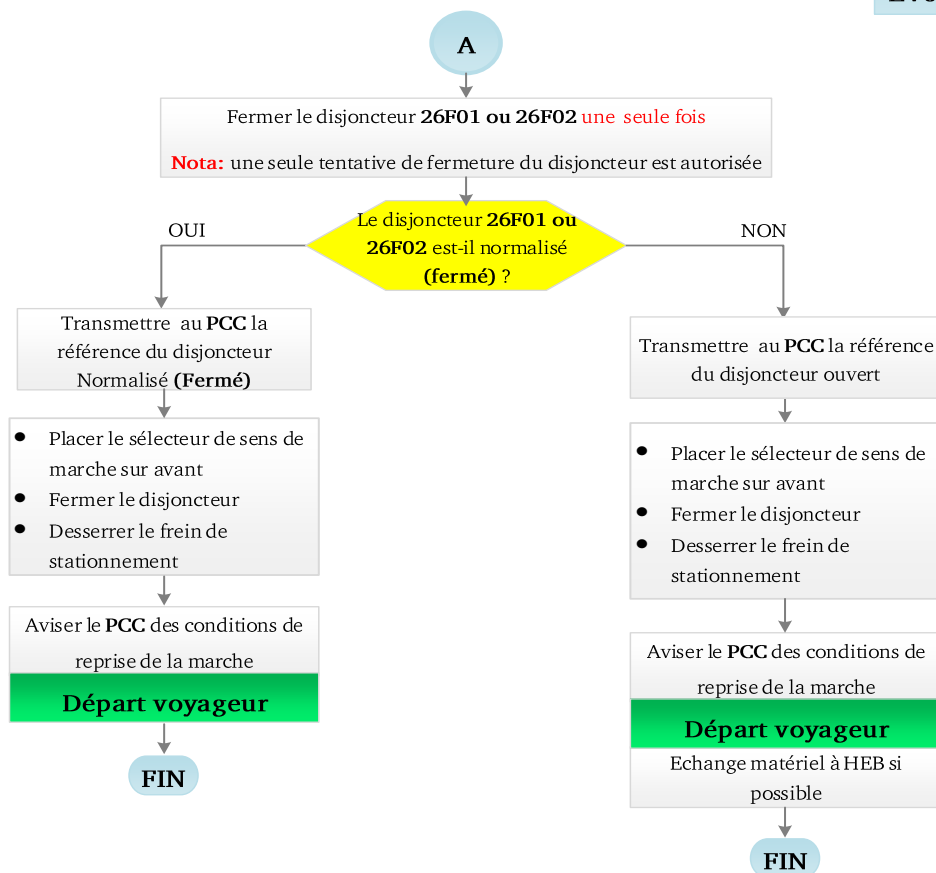 A
Fermer le disjoncteur 26F01 ou 26F02 une seule fois
Nota: une seule tentative de fermeture du disjoncteur est autorisée
Le disjoncteur 26F01 ou
26F02 est-il normalisé
(fermé) ?
OUI
NON
Transmettre au PCC la
référence du disjoncteur
Normalisé (Fermé)
• Placer le sélecteur de sens de
marche sur avant
• Fermer le disjoncteur
• Desserrer le frein de
stationnement
Aviser le PCC des conditions de
reprise de la marche
Départ voyageur
FIN
Transmettre au PCC la référence
du disjoncteur ouvert
• Placer le sélecteur de sens de
marche sur avant
• Fermer le disjoncteur
• Desserrer le frein de
stationnement
Aviser le PCC des conditions de
reprise de la marche
Départ voyageur
Echange matériel à HEB si
possible
FIN